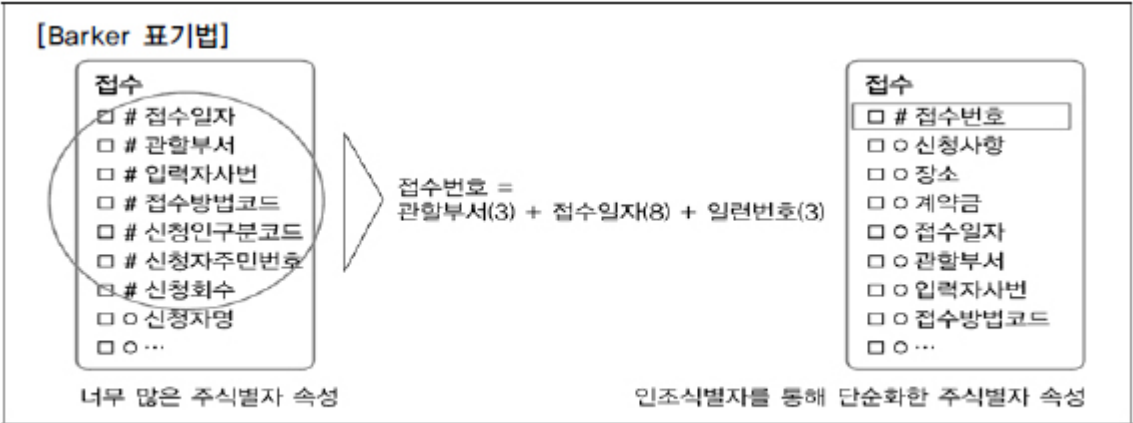 [Barker 표기법]
접수
□ # 접수일자
□ # 관할부서
□ # 입력자사번
□ # 접수방법코드
□ # 신청인구분코드
□ # 신청자주민번호
□ # 신청회수
□ ○ 신청자명
□ ○ …
너무 많은 주식별자 속성
접수번호 =
관할부서(3) + 접수일자(8) + 일련번호(3)
접수
□ # 접수번호
□ ○ 신청사항
□ ○ 장소
□ ○ 계약금
□ ○ 접수일자
□ ○ 관할부서
□ ○ 입력자사번
□ ○ 접수방법코드
□ ○ …
인조식별자를 통해 단순화한 주식별자 속성